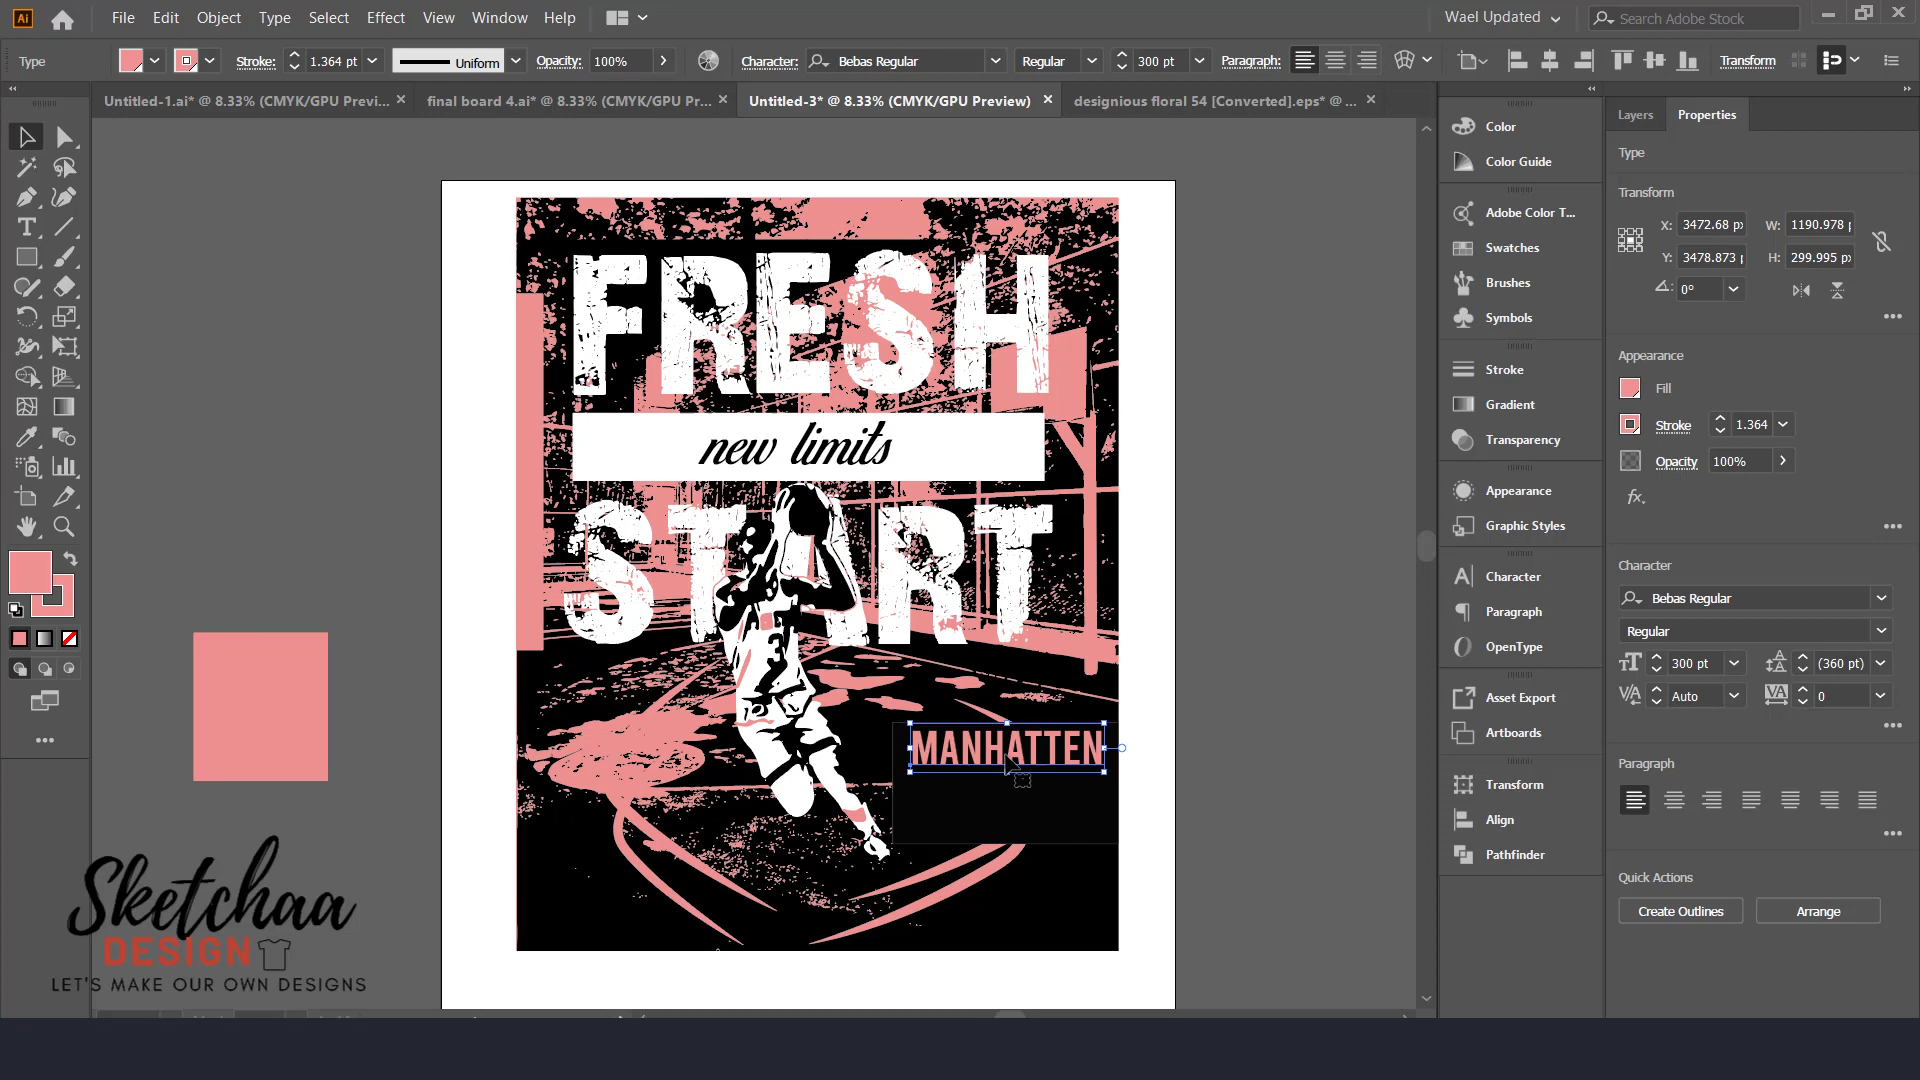 Ai File Edit Object Type Select Effect View Window Help Wael Updated Search Adobe Stock
Type Stroke: 1.364 pt Uniform Opacity: 100% Character: Bebas Regular Regular 300 pt Paragraph: Transform
Untitled-1.ai* @ 8.33% (CMYK/GPU Previ... final board 4.ai* @ 8.33% (CMYK/GPU Pr... Untitled-3* @ 8.33% (CMYK/GPU Preview) designious floral 54 [Converted].eps* @ ...
FRESH
new limits
START
3
MANHATTEN
Sketchaa
DESIGN
LET'S MAKE OUR OWN DESIGNS
Color
Color Guide
Adobe Color T...
Swatches
Brushes
Symbols
Stroke
Gradient
Transparency
Appearance
Graphic Styles
Character
Paragraph
OpenType
Asset Export
Artboards
Transform
Align
Pathfinder
Layers Properties
Type
Transform
X: 3472.68 px W: 1190.978
Y: 3478.873 H: 299.995 px
0°
Appearance
Fill
Stroke 1.364
Opacity 100%
fx.
Character
Bebas Regular
Regular
300 pt (360 pt)
Auto 0
Paragraph
Quick Actions
Create Outlines Arrange